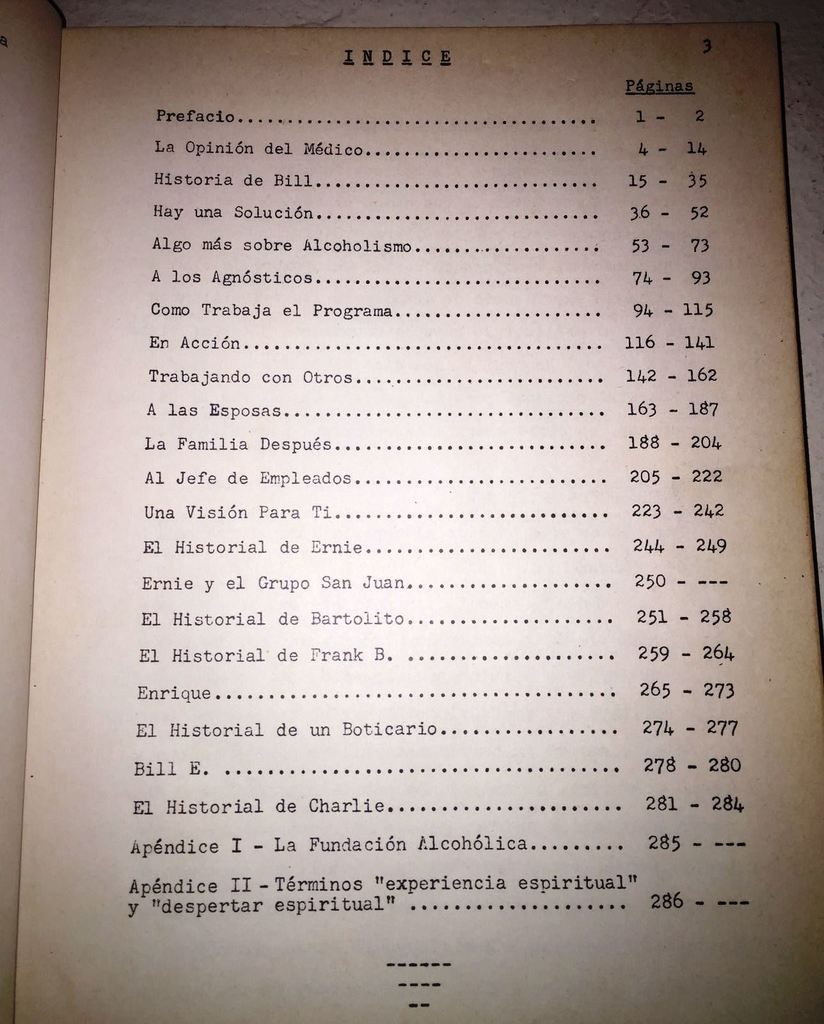 a
3
I N D I C E
Páginas
Prefacio.................................... 1 - 2
La Opinión del Médico....................... 4 - 14
Historia de Bill............................ 15 - 35
Hay una Solución............................ 36 - 52
Algo más sobre Alcoholismo.................. 53 - 73
A los Agnósticos............................ 74 - 93
Como Trabaja el Programa.................... 94 - 115
En Acción................................... 116 - 141
Trabajando con Otros........................ 142 - 162
A las Esposas............................... 163 - 187
La Familia Después.......................... 188 - 204
Al Jefe de Empleados........................ 205 - 222
Una Visión Para Ti.......................... 223 - 242
El Historial de Ernie....................... 244 - 249
Ernie y el Grupo San Juan................... 250 - ---
El Historial de Bartolito................... 251 - 258
El Historial de Frank B. ................... 259 - 264
Enrique..................................... 265 - 273
El Historial de un Boticario................ 274 - 277
Bill E. .................................... 278 - 280
El Historial de Charlie..................... 281 - 284
Apéndice I - La Fundación Alcohólica........ 285 - ---
Apéndice II - Términos "experiencia espiritual"
y "despertar espiritual" ................... 286 - ---
------
----
--